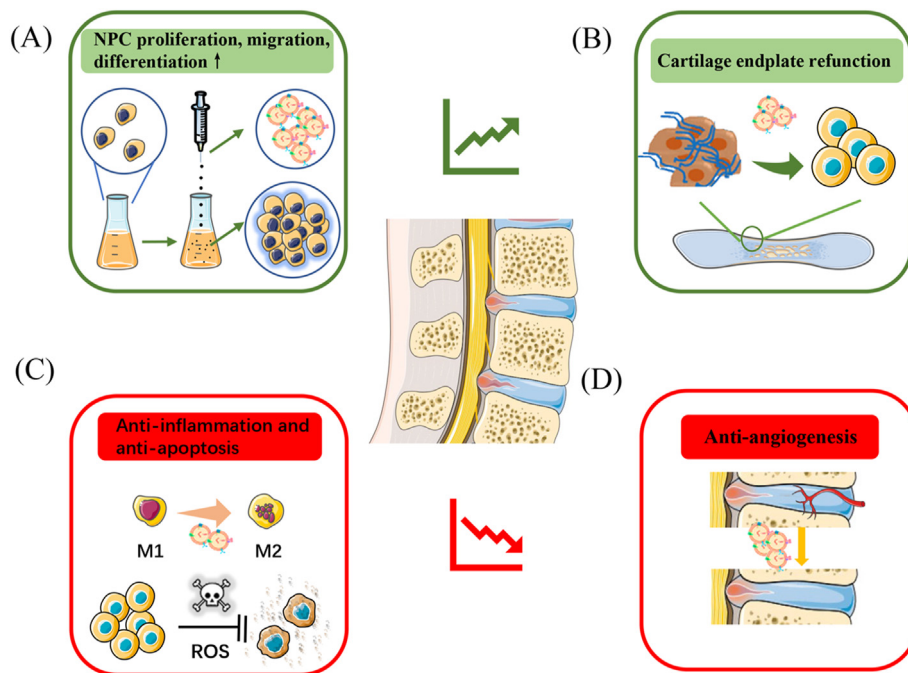 (A)
NPC proliferation, migration,
differentiation ↑
(B)
Cartilage endplate refunction
(C)
Anti-inflammation and
anti-apoptosis
M1
M2
ROS
(D)
Anti-angiogenesis